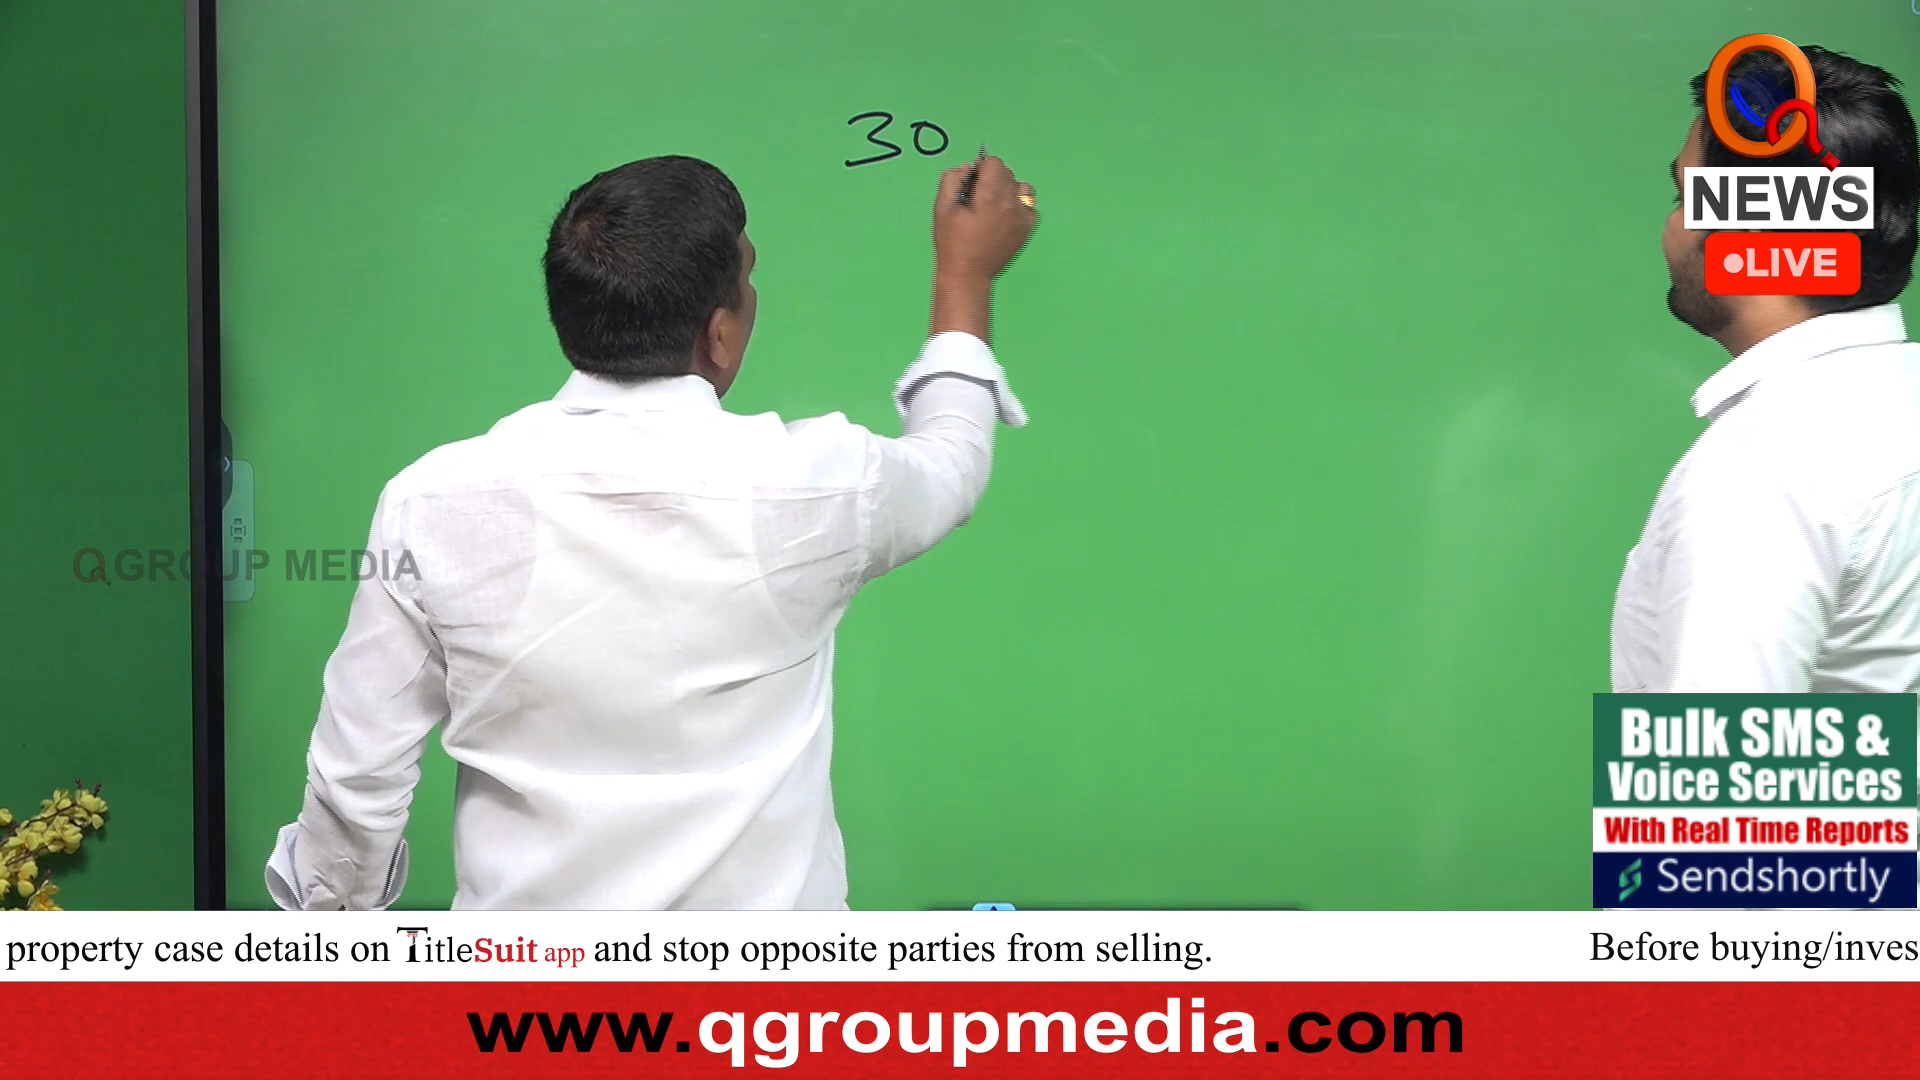 30
Q
NEWS
LIVE
Q GROUP MEDIA
Bulk SMS &
Voice Services
With Real Time Reports
Sendshortly
property case details on TitleSuit app and stop opposite parties from selling. Before buying/inves
www.qgroupmedia.com